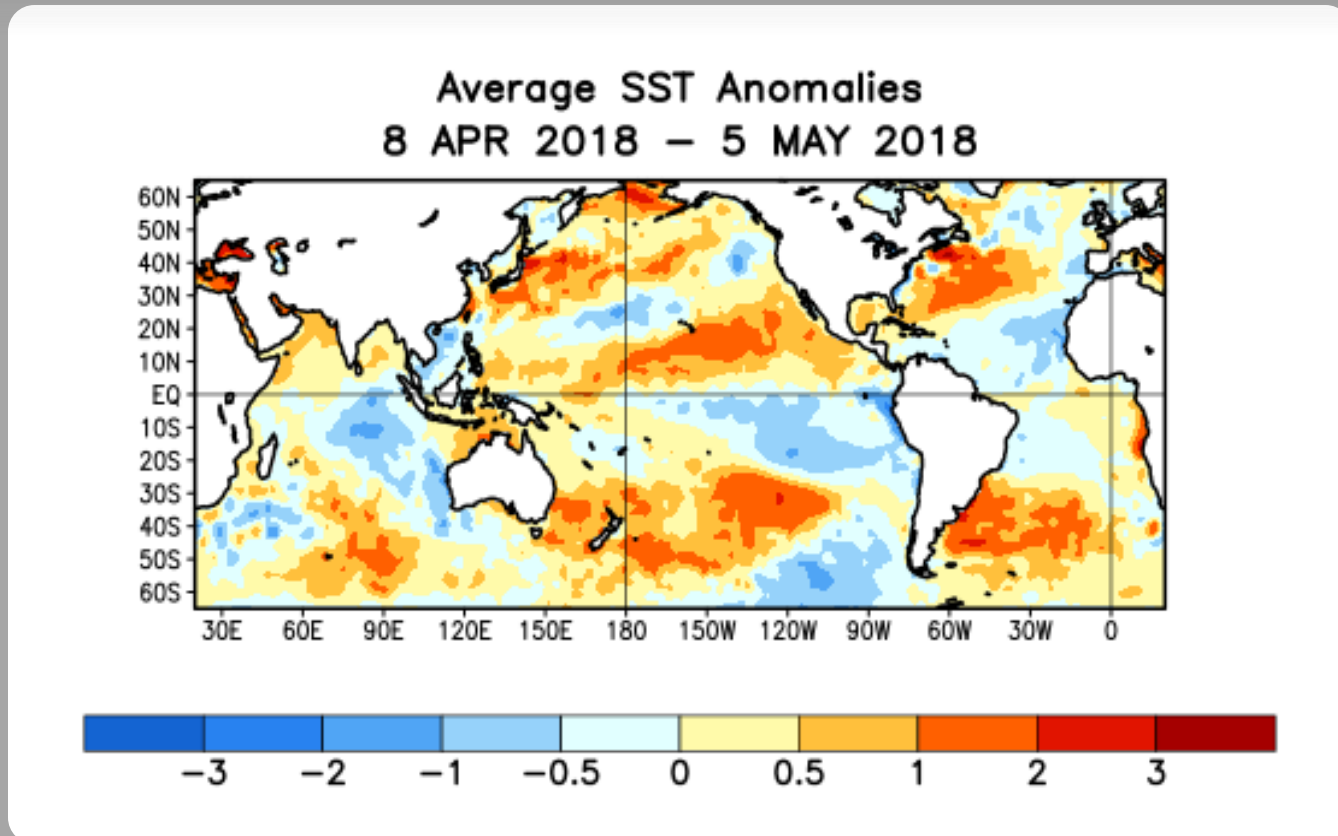 Average SST Anomalies
8 APR 2018 – 5 MAY 2018
60N
50N
40N
30N
20N
10N
EQ
10S
20S
30S
40S
50S
60S
30E 60E 90E 120E 150E 180 150W 120W 90W 60W 30W 0
−3 −2 −1 −0.5 0 0.5 1 2 3